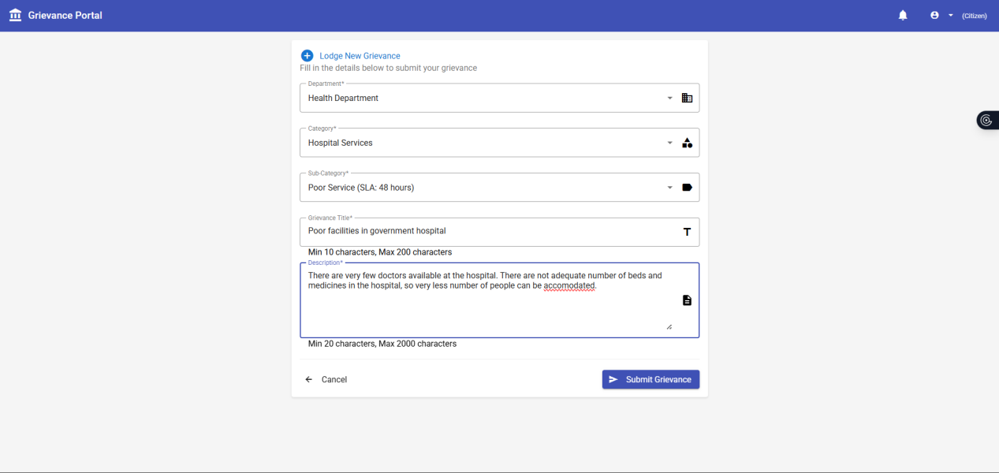 Grievance Portal
(Citizen)
Lodge New Grievance
Fill in the details below to submit your grievance
Department*
Health Department
Category*
Hospital Services
Sub-Category*
Poor Service (SLA: 48 hours)
Grievance Title*
Poor facilities in government hospital
Min 10 characters, Max 200 characters
Description*
There are very few doctors available at the hospital. There are not adequate number of beds and
medicines in the hospital, so very less number of people can be accomodated.
Min 20 characters, Max 2000 characters
Cancel
Submit Grievance